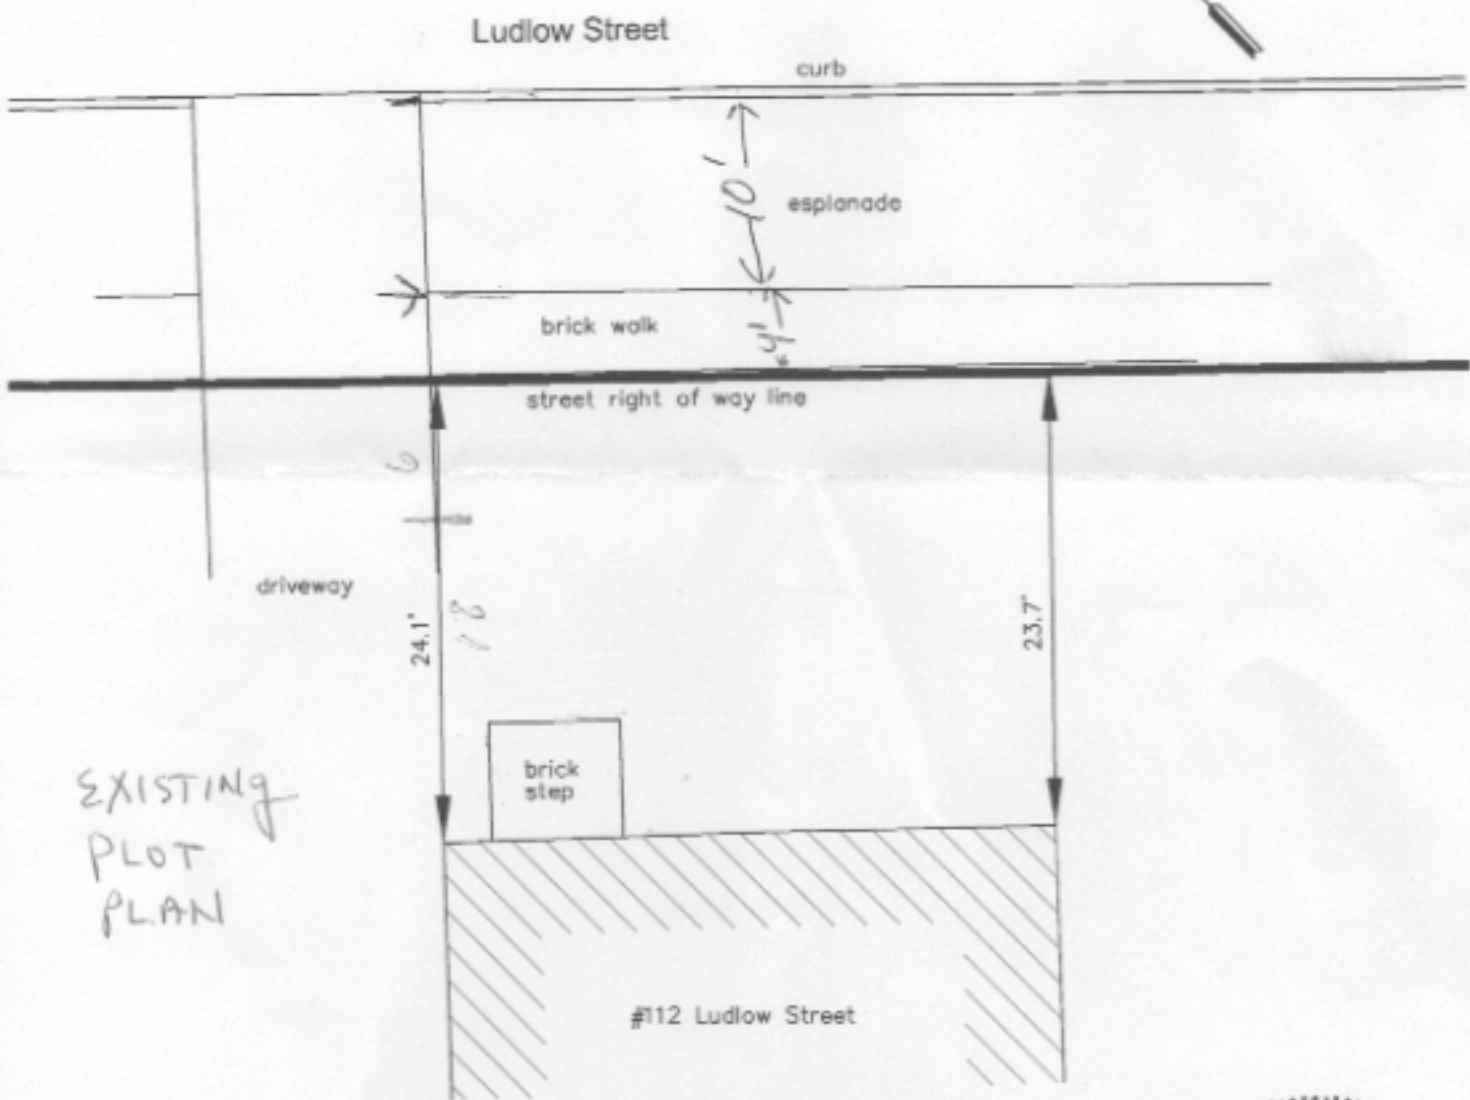 Ludlow Street
curb
10'
esplanade
brick walk
4'
street right of way line
6
driveway
24.1'
18
23.7'
brick
step
EXISTING
PLOT
PLAN
#112 Ludlow Street